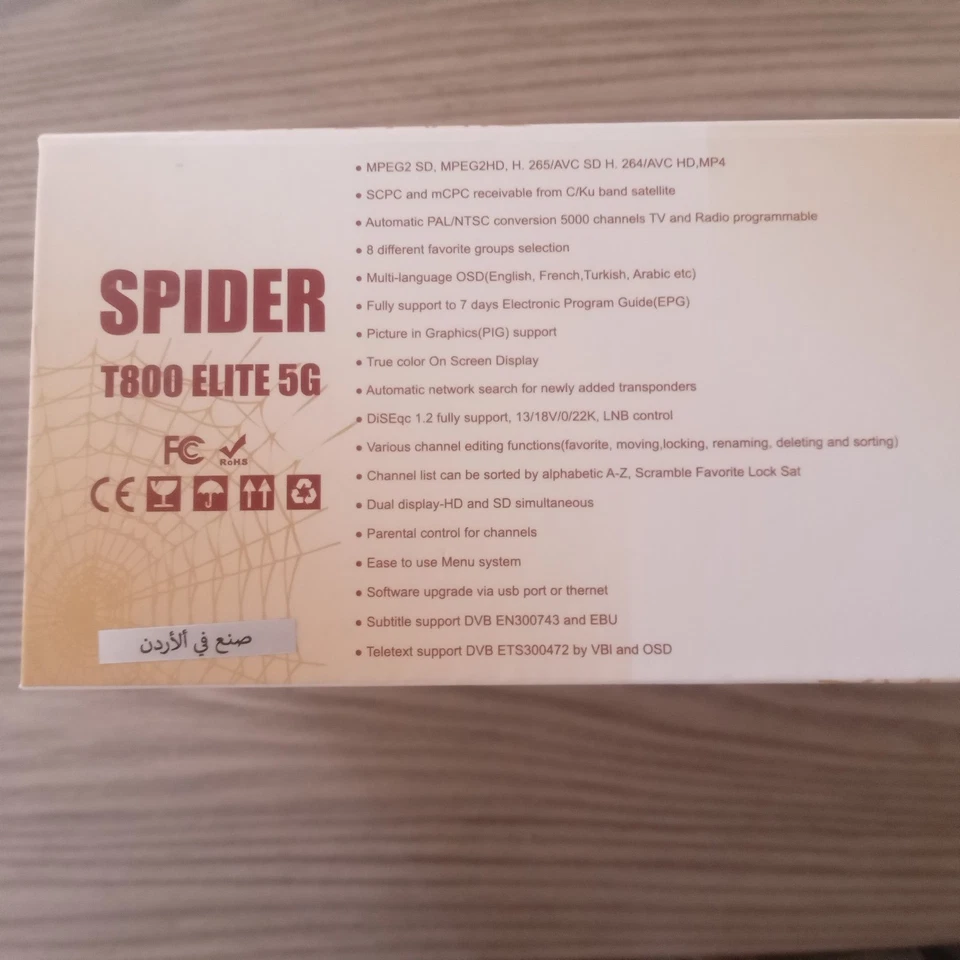 SPIDER
T800 ELITE 5G
FC
RoHS
CE
صنع في ألأردن
• MPEG2 SD, MPEG2HD, H. 265/AVC SD H. 264/AVC HD,MP4
• SCPC and mCPC receivable from C/Ku band satellite
• Automatic PAL/NTSC conversion 5000 channels TV and Radio programmable
• 8 different favorite groups selection
• Multi-language OSD(English, French,Turkish, Arabic etc)
• Fully support to 7 days Electronic Program Guide(EPG)
• Picture in Graphics(PIG) support
• True color On Screen Display
• Automatic network search for newly added transponders
• DiSEqc 1.2 fully support, 13/18V/0/22K, LNB control
• Various channel editing functions(favorite, moving,locking, renaming, deleting and sorting)
• Channel list can be sorted by alphabetic A-Z, Scramble Favorite Lock Sat
• Dual display-HD and SD simultaneous
• Parental control for channels
• Ease to use Menu system
• Software upgrade via usb port or thernet
• Subtitle support DVB EN300743 and EBU
• Teletext support DVB ETS300472 by VBI and OSD